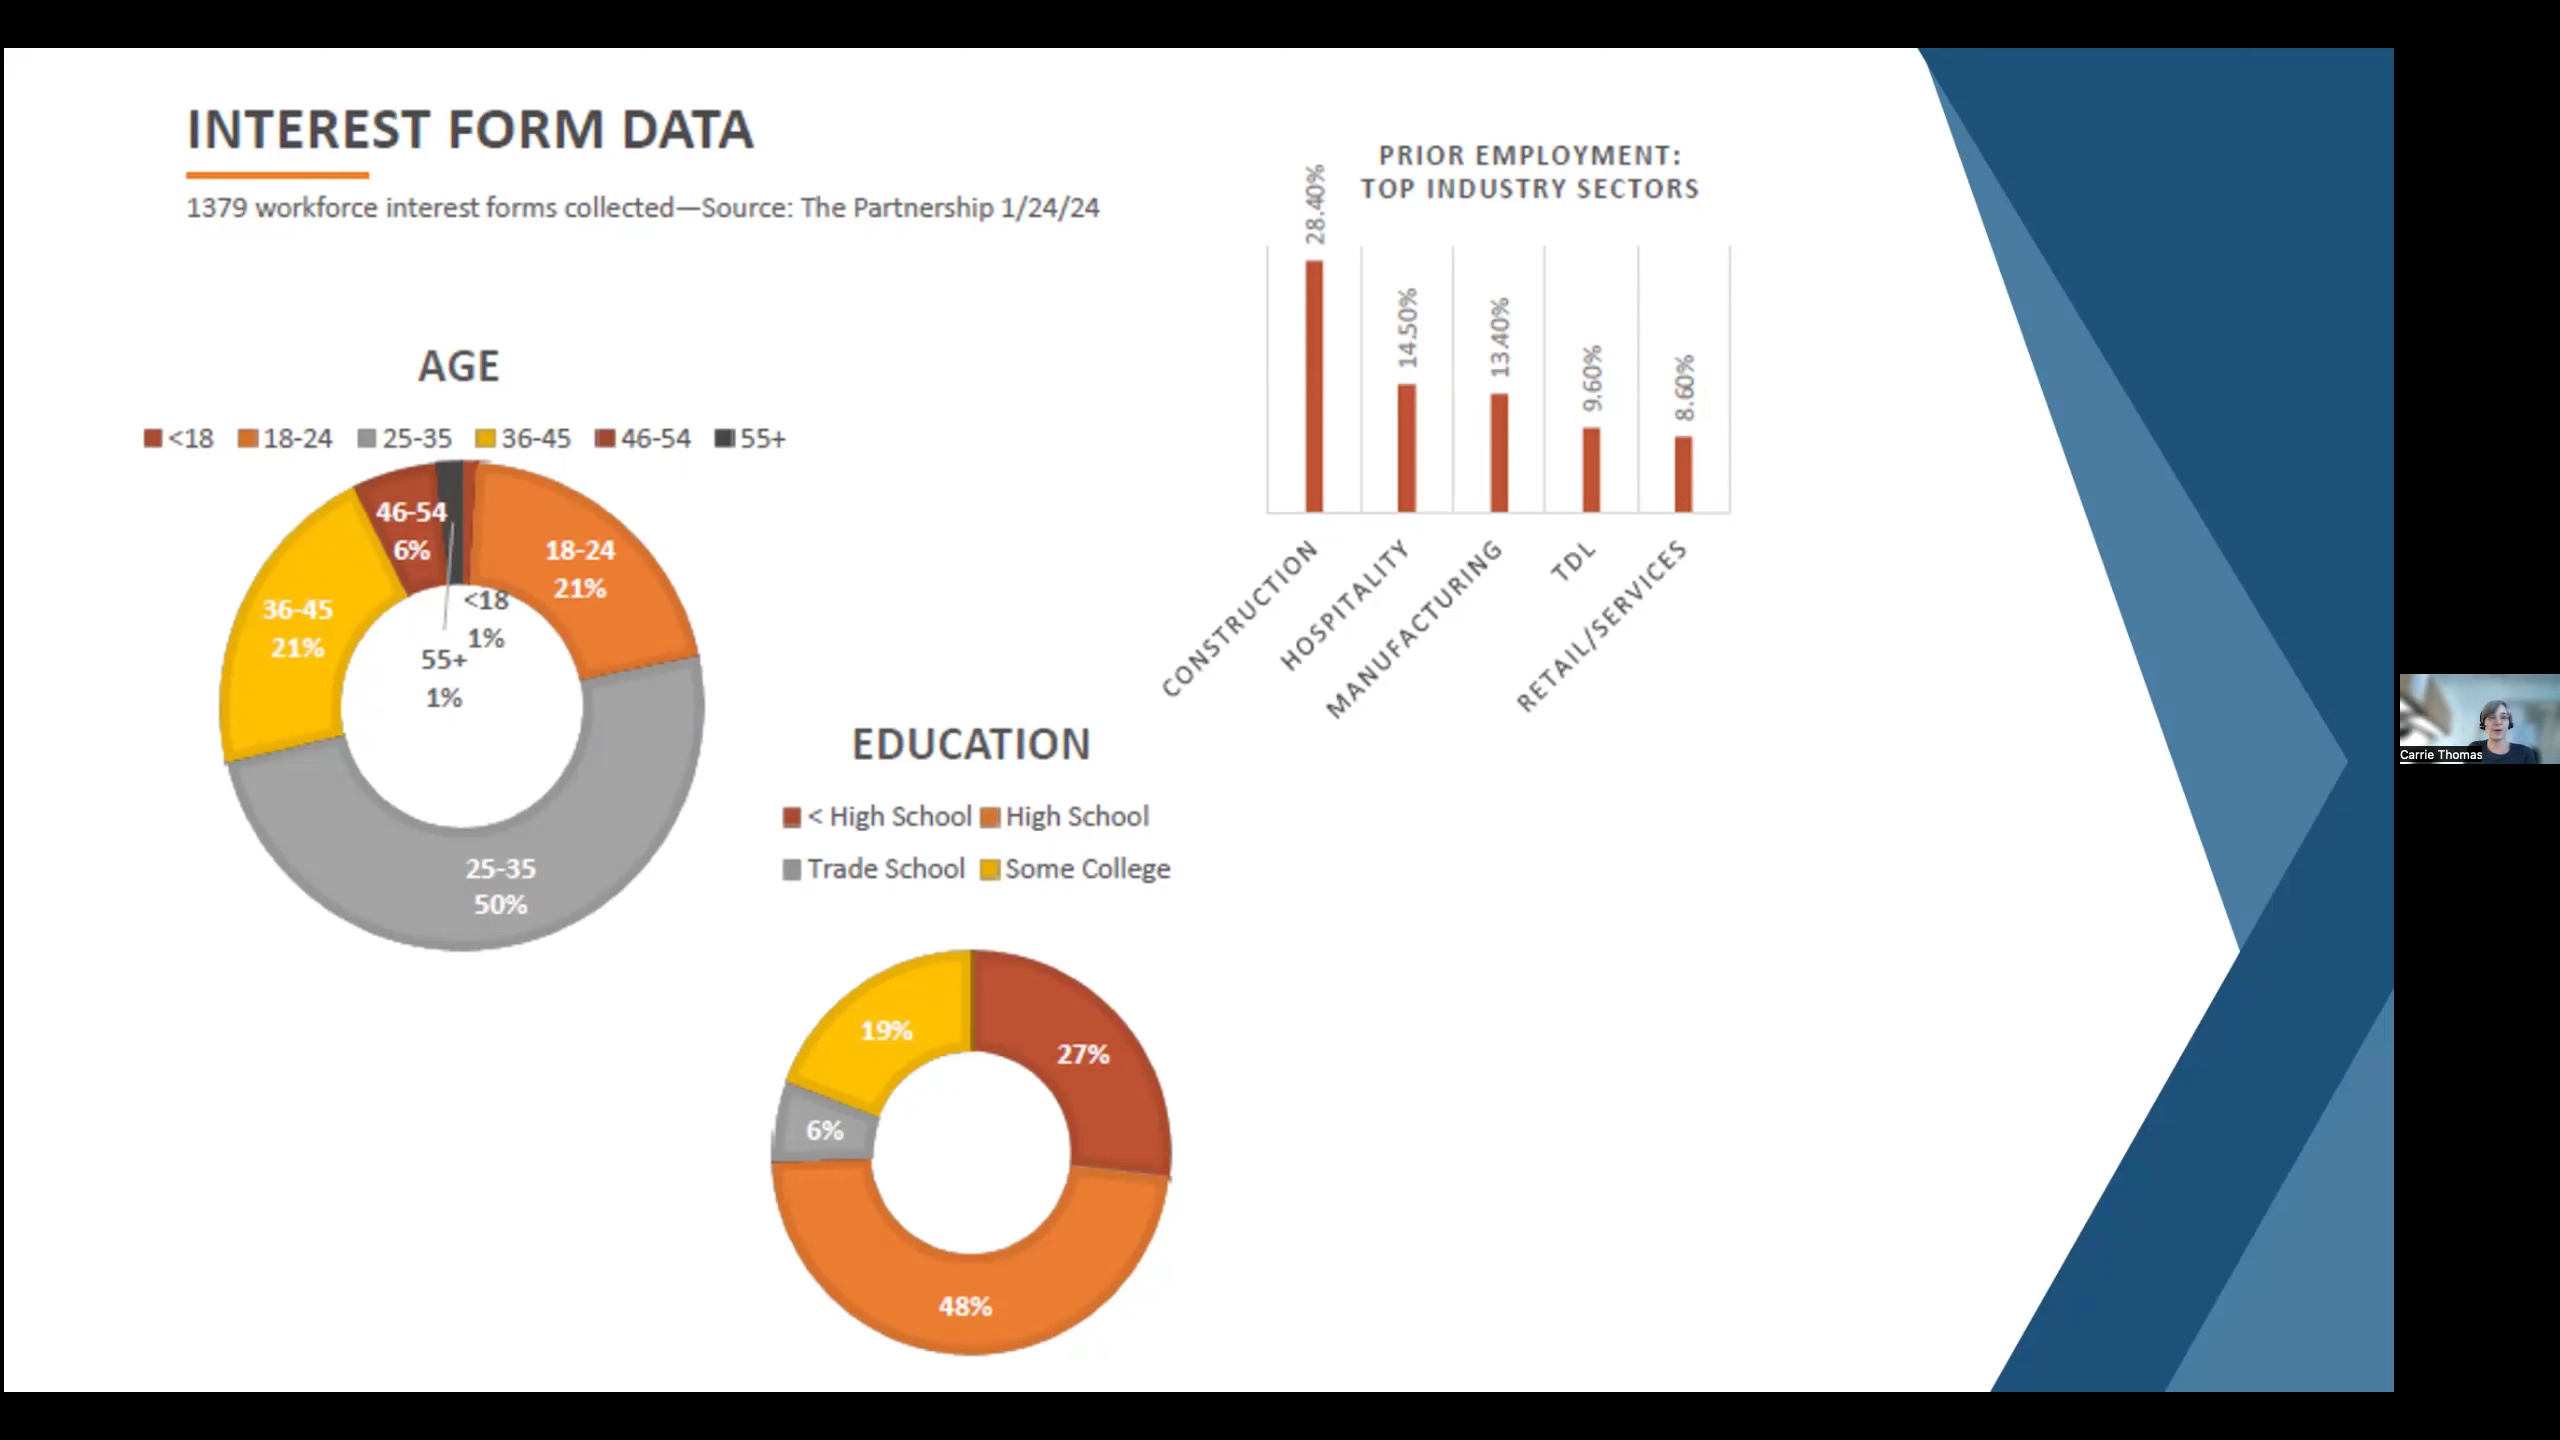 INTEREST FORM DATA
1379 workforce interest forms collected—Source: The Partnership 1/24/24
PRIOR EMPLOYMENT:
TOP INDUSTRY SECTORS
28.40%
14.50%
13.40%
9.60%
8.60%
CONSTRUCTION
HOSPITALITY
MANUFACTURING
TDL
RETAIL/SERVICES
AGE
<18 18-24 25-35 36-45 46-54 55+
46-54
6%
18-24
21%
36-45
21%
<18
1%
55+
1%
25-35
50%
EDUCATION
< High School High School
Trade School Some College
19%
27%
6%
48%
Carrie Thomas